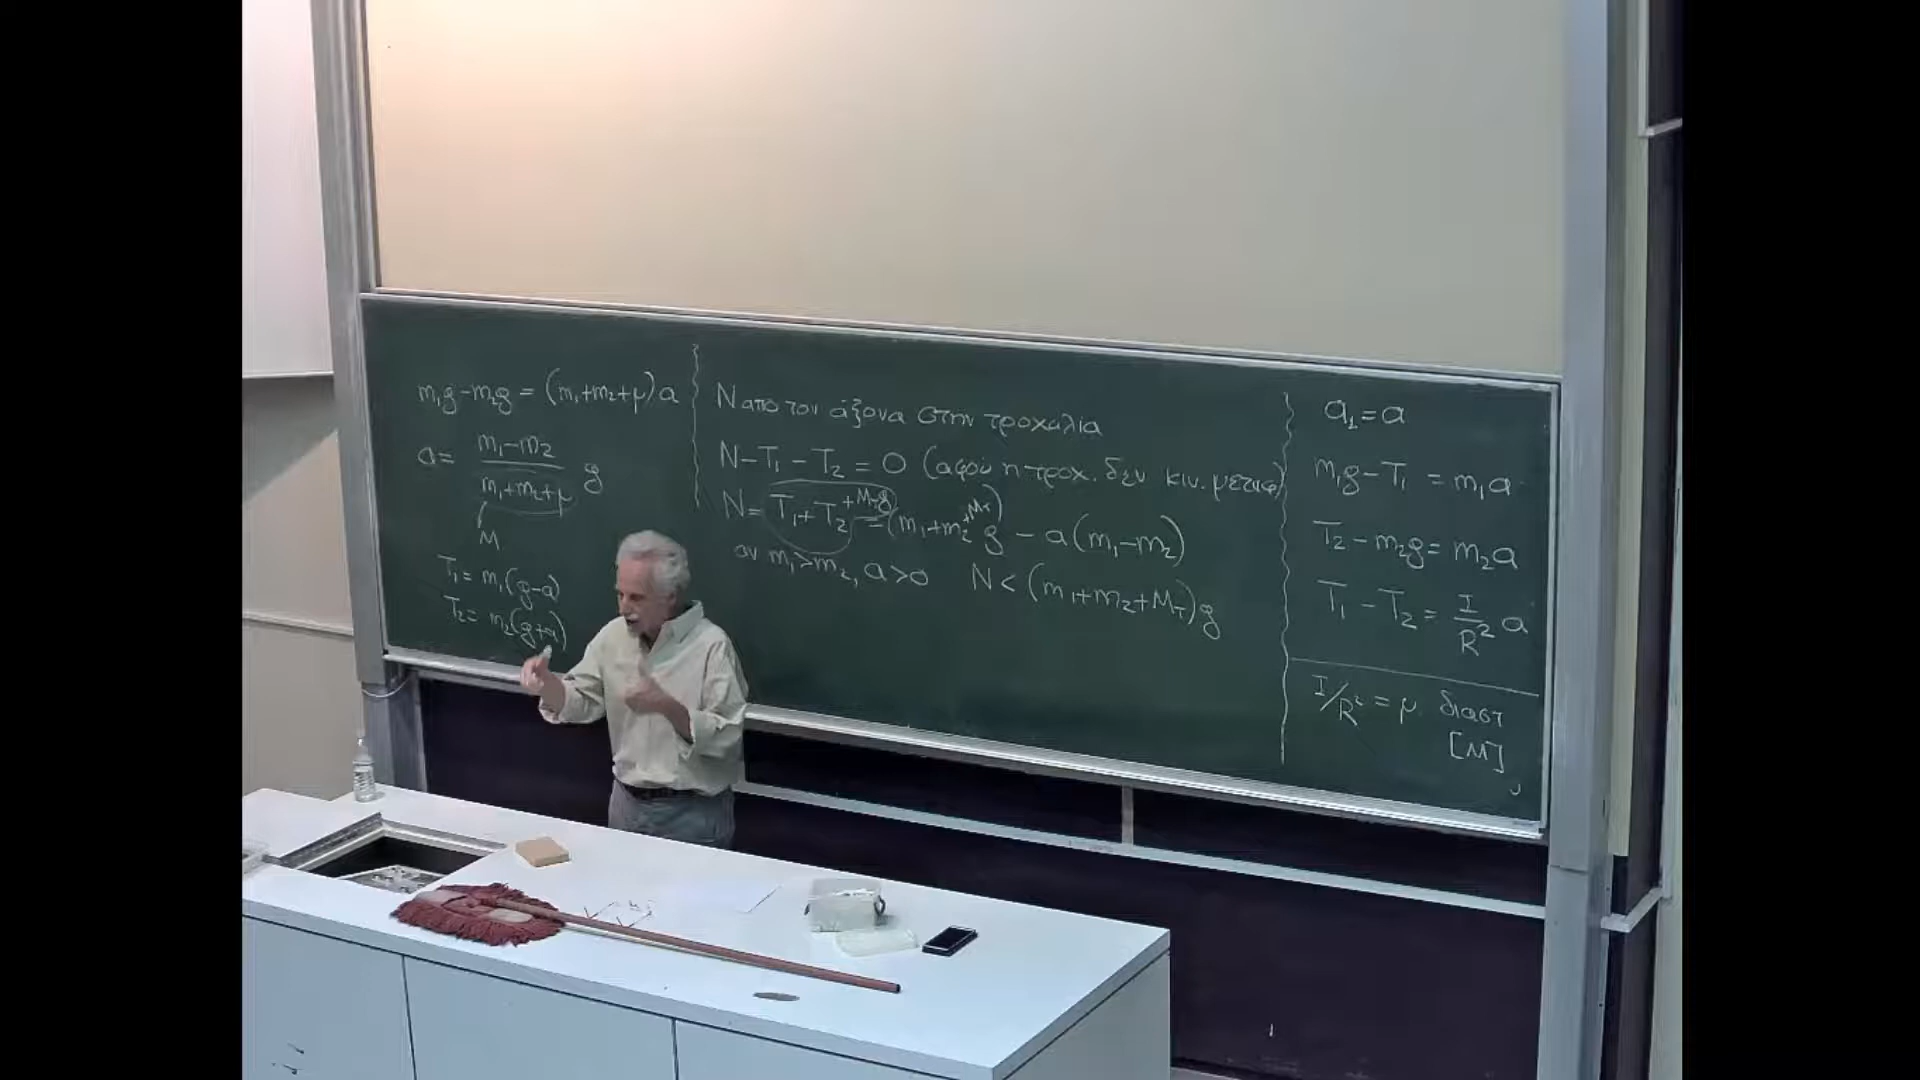 m₁g-m₂g = (m₁+m₂+μ)a
a = (m₁-m₂)/(m₁+m₂+μ) g
M
T₁= m₁(g-a)
T₂= m₂(g+a)
N από τον άξονα στην τροχαλία
N-T₁-T₂ = 0 (αφού η τροχ. δεν κιν. μεταφ)
N= T₁+T₂+M_Tg = (m₁+m₂+M_T)g - a(m₁-m₂)
αν m₁>m₂, a>0 N < (m₁+m₂+M_T)g
a₁=a
m₁g-T₁ = m₁a
T₂-m₂g= m₂a
T₁-T₂= I/R² a
I/R² = μ διαστ
[M]